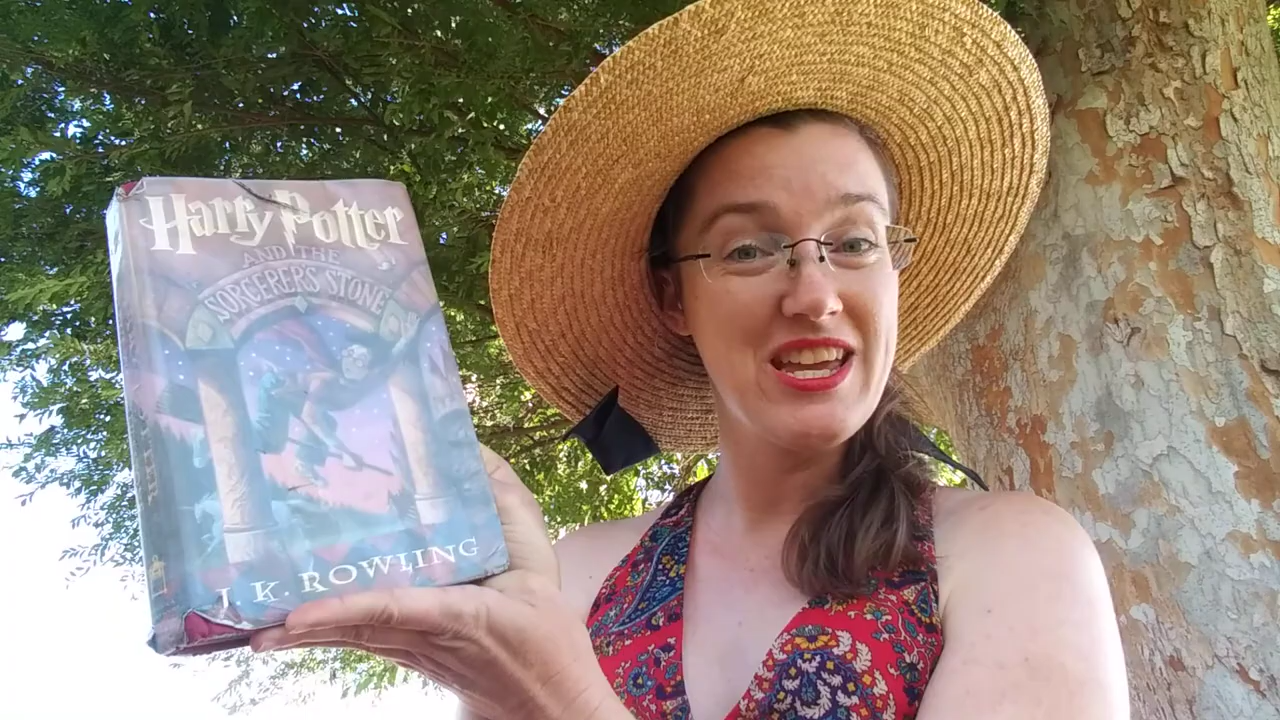 Harry Potter
AND THE
SORCERER'S STONE
J. K. ROWLING